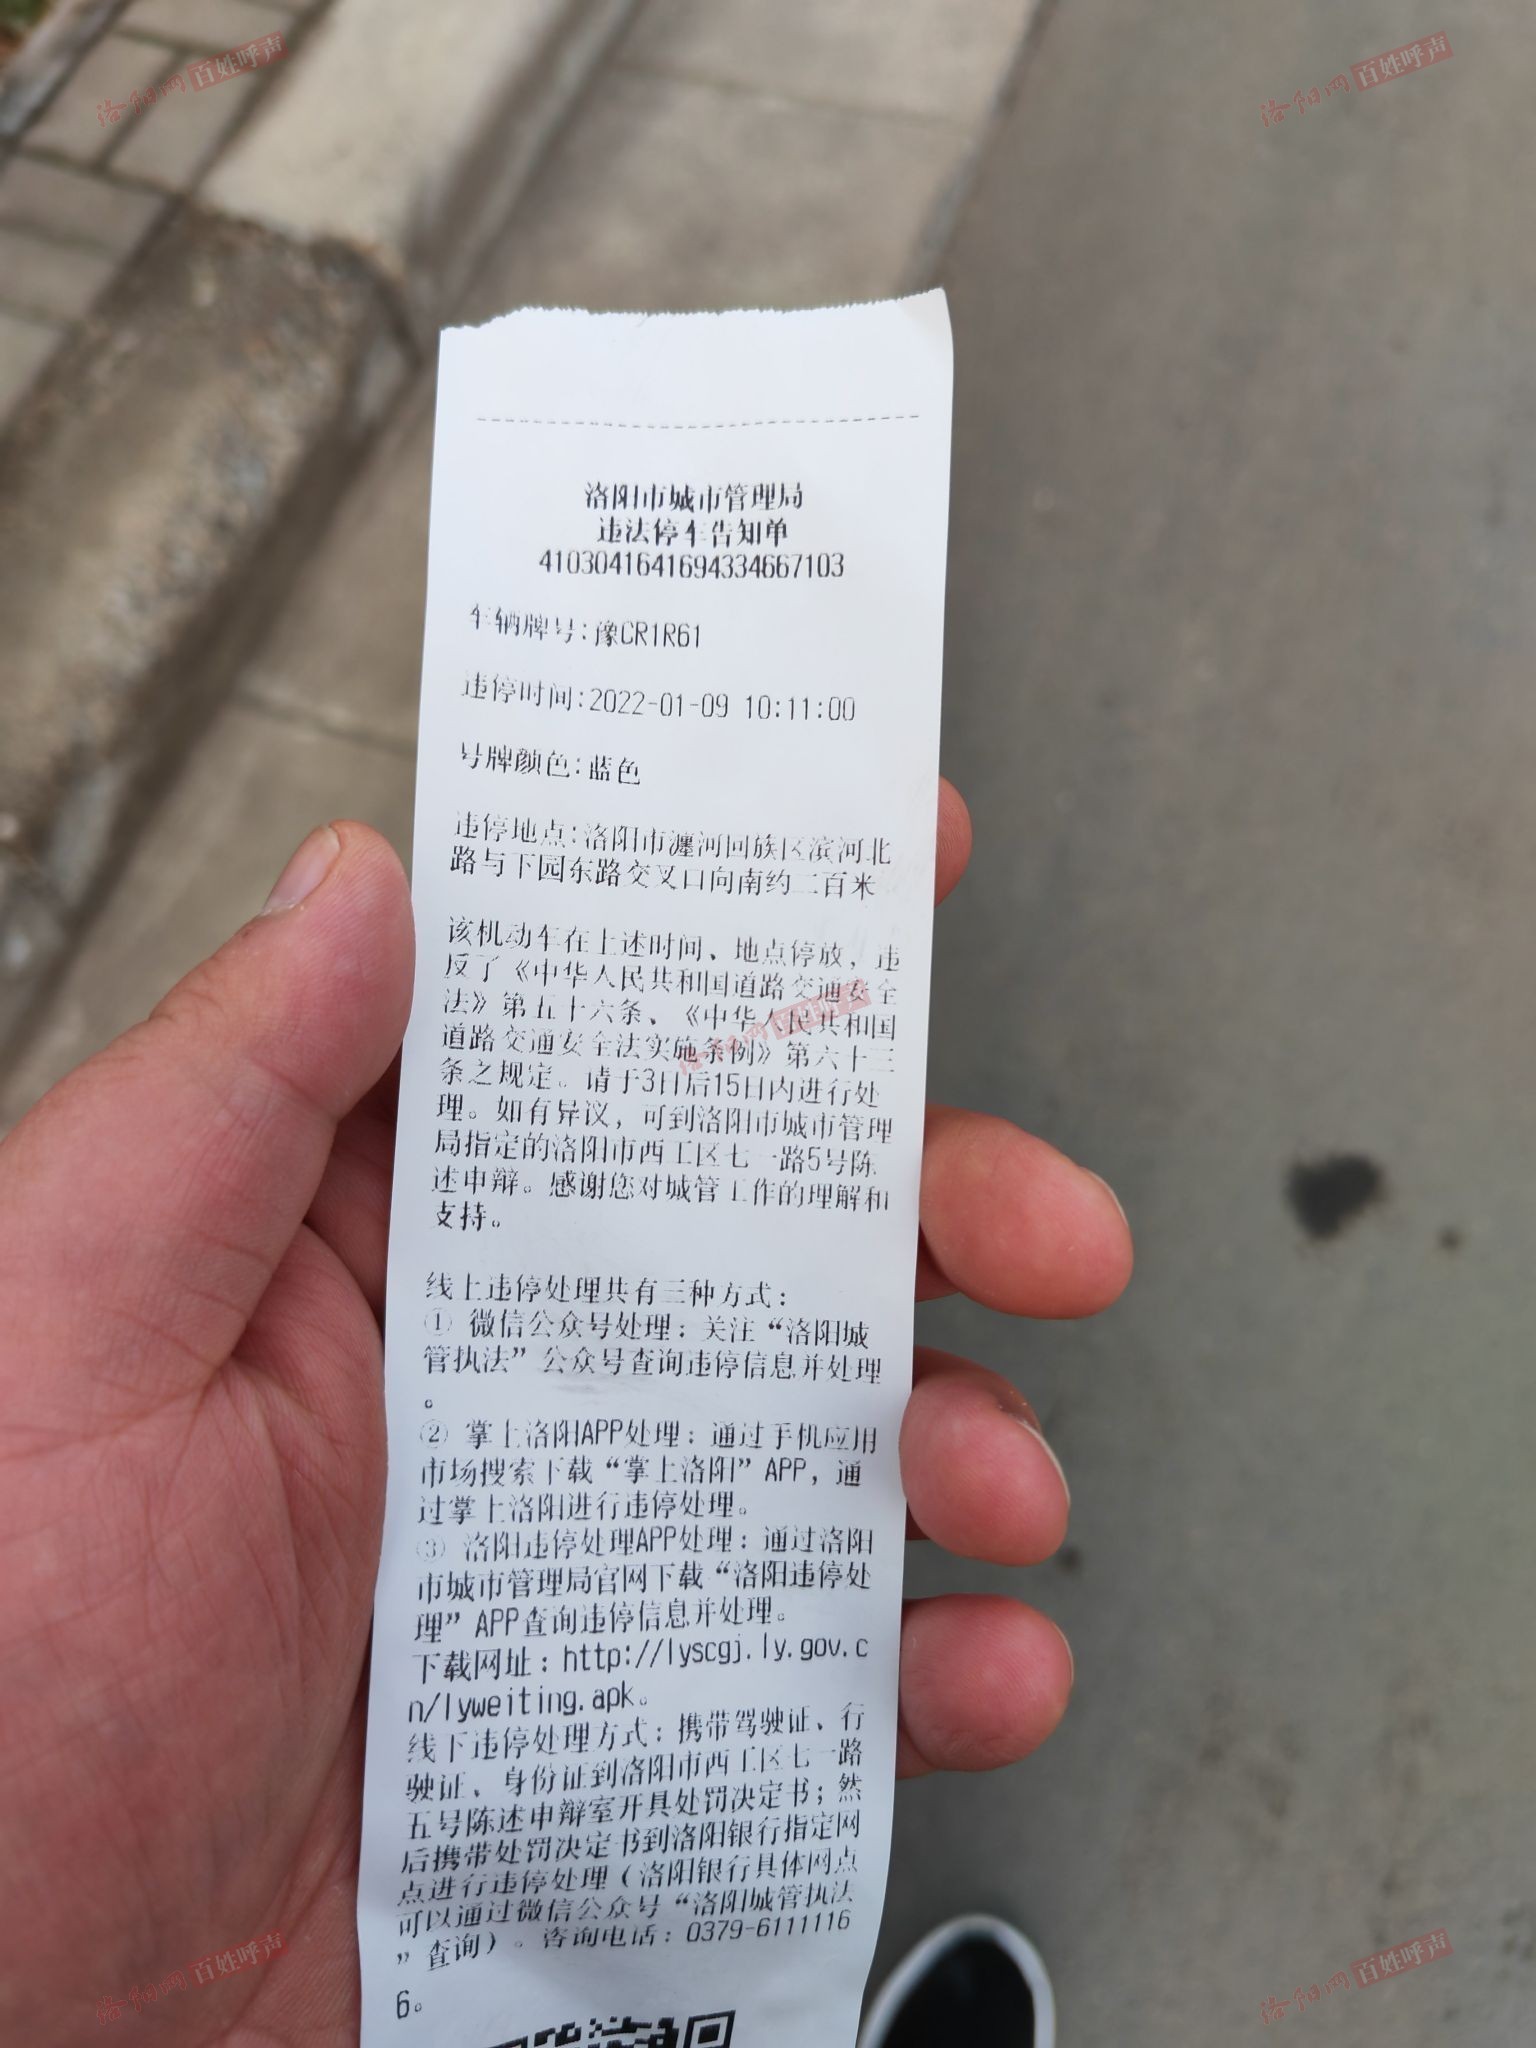 洛阳网 百姓呼声
洛阳网 百姓呼声
洛阳市城市管理局
违法停车告知单
41030416416943346​67103
车辆牌号:豫CR1R61
违停时间:2022-01-09 10:11:00
号牌颜色:蓝色
违停地点:洛阳市瀍河回族区滨河北
路与下园东路交叉口向南约二百米
该机动车在上述时间、地点停放，违
反了《中华人民共和国道路交通安全
法》第五十六条、《中华人民共和国
道路交通安全法实施条例》第六十三
条之规定。请于3日后15日内进行处
理。如有异议，可到洛阳市城市管理
局指定的洛阳市西工区七一路5号陈
述申辩。感谢您对城管工作的理解和
支持。
洛阳网 百姓呼声
线上违停处理共有三种方式：
① 微信公众号处理：关注“洛阳城
管执法”公众号查询违停信息并处理
。
② 掌上洛阳APP处理：通过手机应用
市场搜索下载“掌上洛阳”APP，通
过掌上洛阳进行违停处理。
③ 洛阳违停处理APP处理：通过洛阳
市城市管理局官网下载“洛阳违停处
理”APP查询违停信息并处理。
下载网址：http://lyscgj.ly.gov.c
n/lyweiting.apk。
线下违停处理方式：携带驾驶证、行
驶证、身份证到洛阳市西工区七一路
五号陈述申辩室开具处罚决定书；然
后携带处罚决定书到洛阳银行指定网
点进行违停处理（洛阳银行具体网点
可以通过微信公众号“洛阳城管执法
”查询）。咨询电话：0379-6111116
6。
洛阳网 百姓呼声
洛阳网 百姓呼声